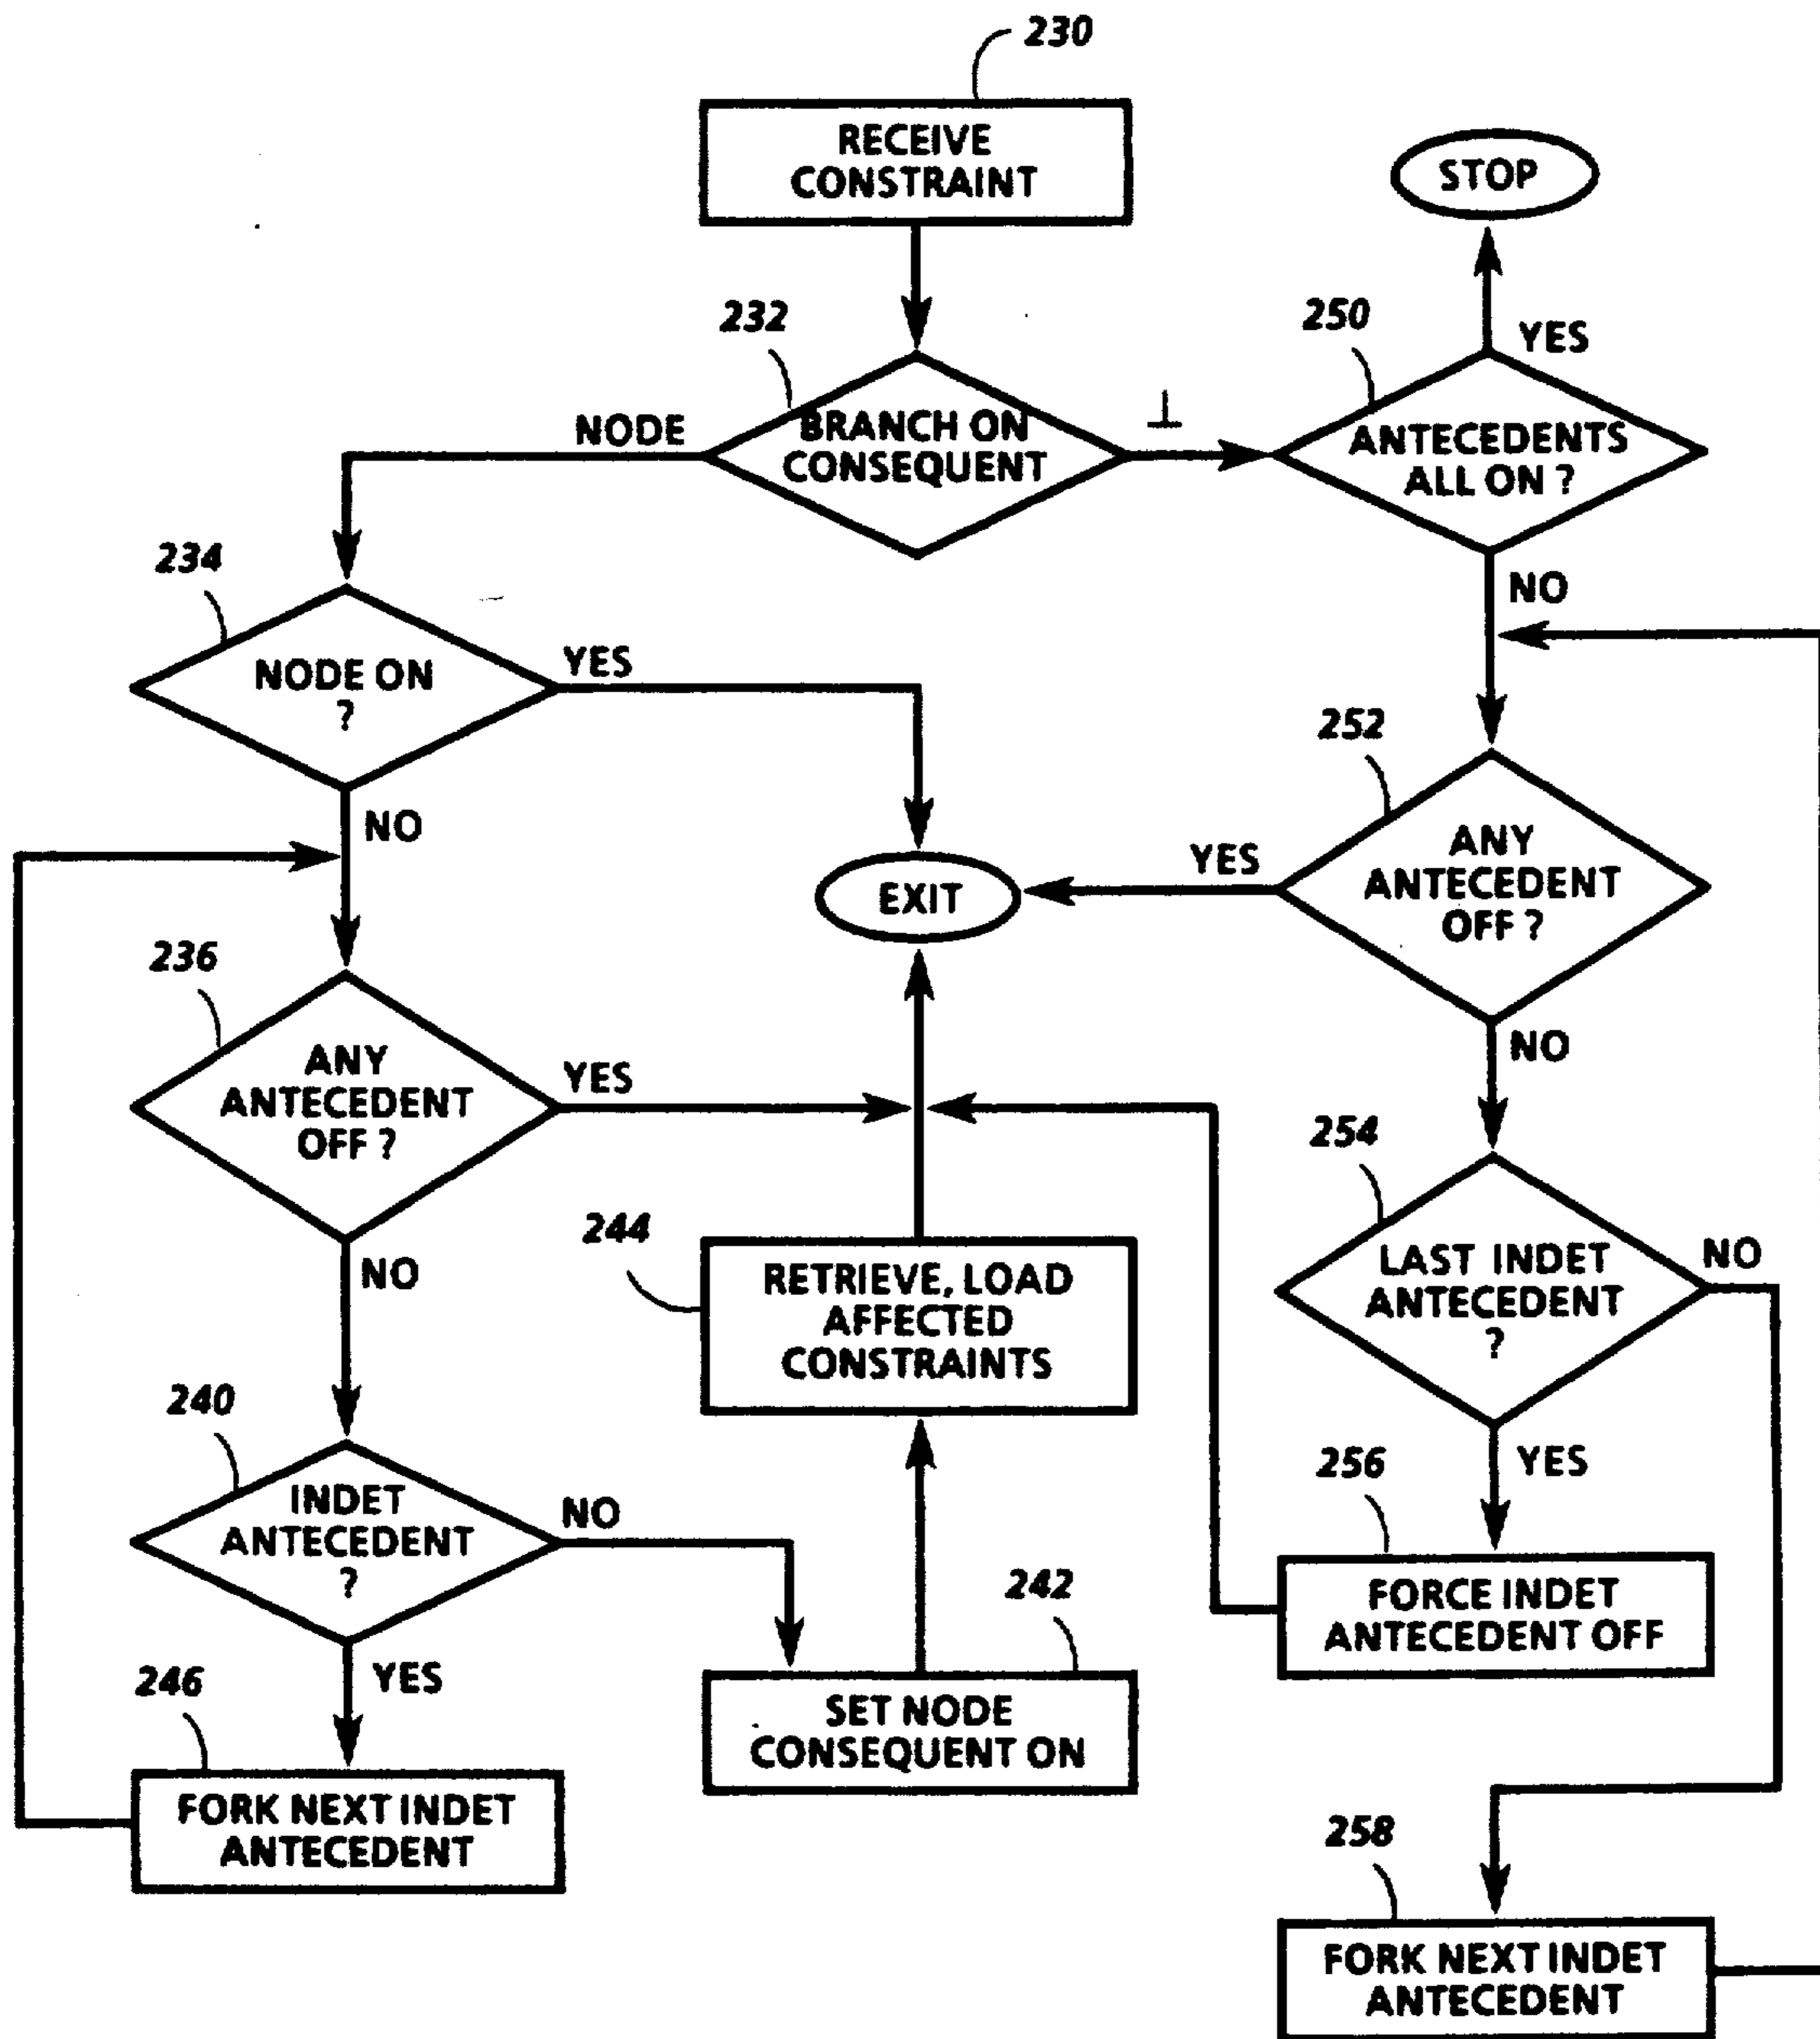 230
RECEIVE
CONSTRAINT
STOP
232
250
YES
NODE
BRANCH ON
CONSEQUENT
⊥
ANTECEDENTS
ALL ON ?
234
NO
NODE ON
?
YES
252
NO
ANY
ANTECEDENT
OFF ?
YES
EXIT
236
NO
ANY
ANTECEDENT
OFF ?
YES
254
244
NO
RETRIEVE, LOAD
AFFECTED
CONSTRAINTS
LAST INDET
ANTECEDENT
?
NO
240
256
YES
INDET
ANTECEDENT
?
NO
242
FORCE INDET
ANTECEDENT OFF
246
YES
SET NODE
CONSEQUENT ON
FORK NEXT INDET
ANTECEDENT
258
FORK NEXT INDET
ANTECEDENT